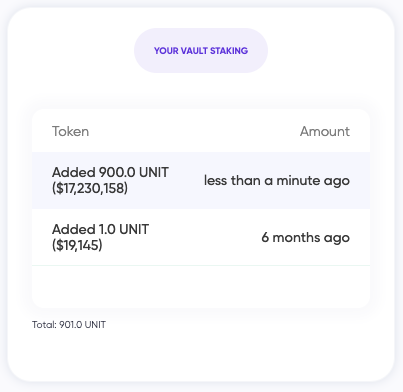 YOUR VAULT STAKING
Token Amount
Added 900.0 UNIT
($17,230,158)
less than a minute ago
Added 1.0 UNIT
($19,145)
6 months ago
Total: 901.0 UNIT